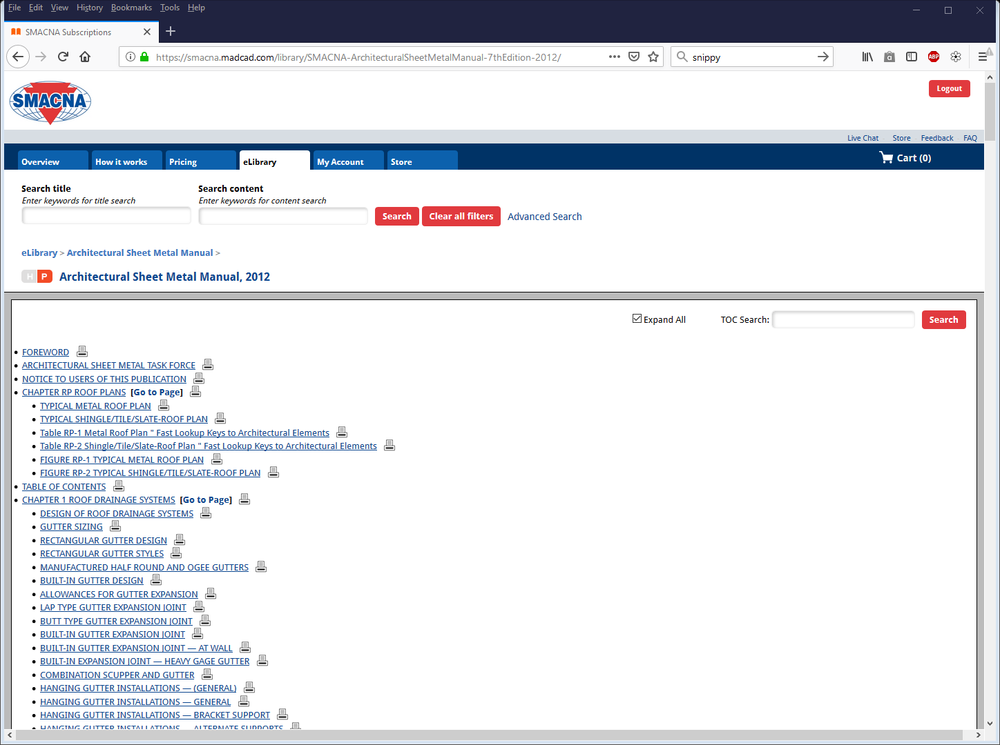 File Edit View History Bookmarks Tools Help
SMACNA Subscriptions
https://smacna.madcad.com/library/SMACNA-ArchitecturalSheetMetalManual-7thEdition-2012/
snippy
a
ABP
SMACNA
Logout
Live Chat Store Feedback FAQ
Overview How it works Pricing eLibrary My Account Store Cart (0)
Search title Search content
Enter keywords for title search Enter keywords for content search
Search Clear all filters Advanced Search
eLibrary > Architectural Sheet Metal Manual >
H P Architectural Sheet Metal Manual, 2012
Expand All TOC Search: Search
FOREWORD
ARCHITECTURAL SHEET METAL TASK FORCE
NOTICE TO USERS OF THIS PUBLICATION
CHAPTER RP ROOF PLANS [Go to Page]
TYPICAL METAL ROOF PLAN
TYPICAL SHINGLE/TILE/SLATE-ROOF PLAN
Table RP-1 Metal Roof Plan " Fast Lookup Keys to Architectural Elements
Table RP-2 Shingle/Tile/Slate-Roof Plan " Fast Lookup Keys to Architectural Elements
FIGURE RP-1 TYPICAL METAL ROOF PLAN
FIGURE RP-2 TYPICAL SHINGLE/TILE/SLATE-ROOF PLAN
TABLE OF CONTENTS
CHAPTER 1 ROOF DRAINAGE SYSTEMS [Go to Page]
DESIGN OF ROOF DRAINAGE SYSTEMS
GUTTER SIZING
RECTANGULAR GUTTER DESIGN
RECTANGULAR GUTTER STYLES
MANUFACTURED HALF ROUND AND OGEE GUTTERS
BUILT-IN GUTTER DESIGN
ALLOWANCES FOR GUTTER EXPANSION
LAP TYPE GUTTER EXPANSION JOINT
BUTT TYPE GUTTER EXPANSION JOINT
BUILT-IN GUTTER EXPANSION JOINT
BUILT-IN GUTTER EXPANSION JOINT — AT WALL
BUILT-IN EXPANSION JOINT — HEAVY GAGE GUTTER
COMBINATION SCUPPER AND GUTTER
HANGING GUTTER INSTALLATIONS — (GENERAL)
HANGING GUTTER INSTALLATIONS — GENERAL
HANGING GUTTER INSTALLATIONS — BRACKET SUPPORT
HANGING GUTTER INSTALLATIONS — ALTERNATE SUPPORTS